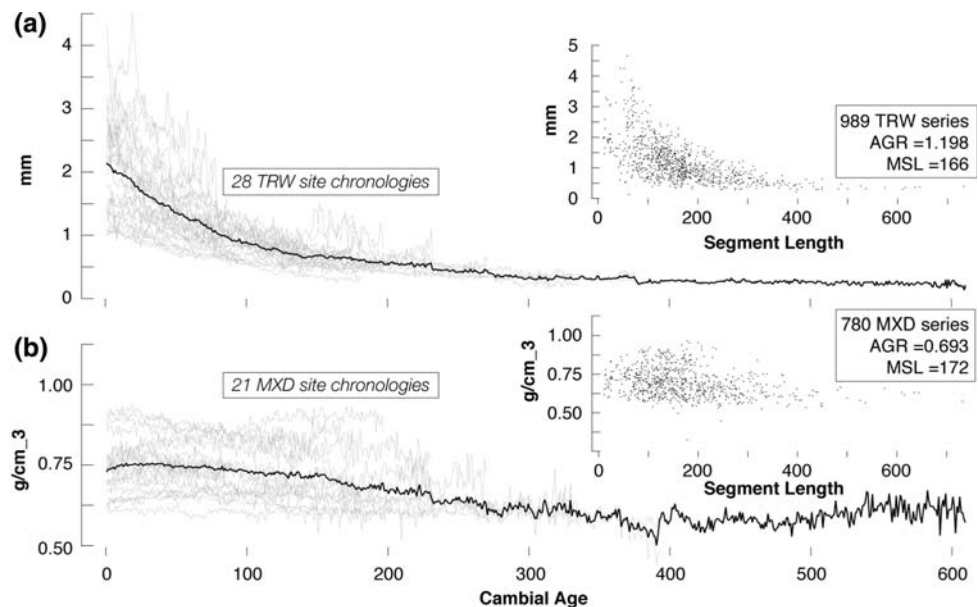 (a)
4
3
2
1
0
mm
28 TRW site chronologies
5
4
3
2
1
0
mm
0 200 400 600
Segment Length
989 TRW series
AGR =1.198
MSL =166
(b)
1.00
0.75
0.50
g/cm_3
21 MXD site chronologies
1.00
0.75
0.50
g/cm_3
0 200 400 600
Segment Length
780 MXD series
AGR =0.693
MSL =172
0 100 200 300 400 500 600
Cambial Age